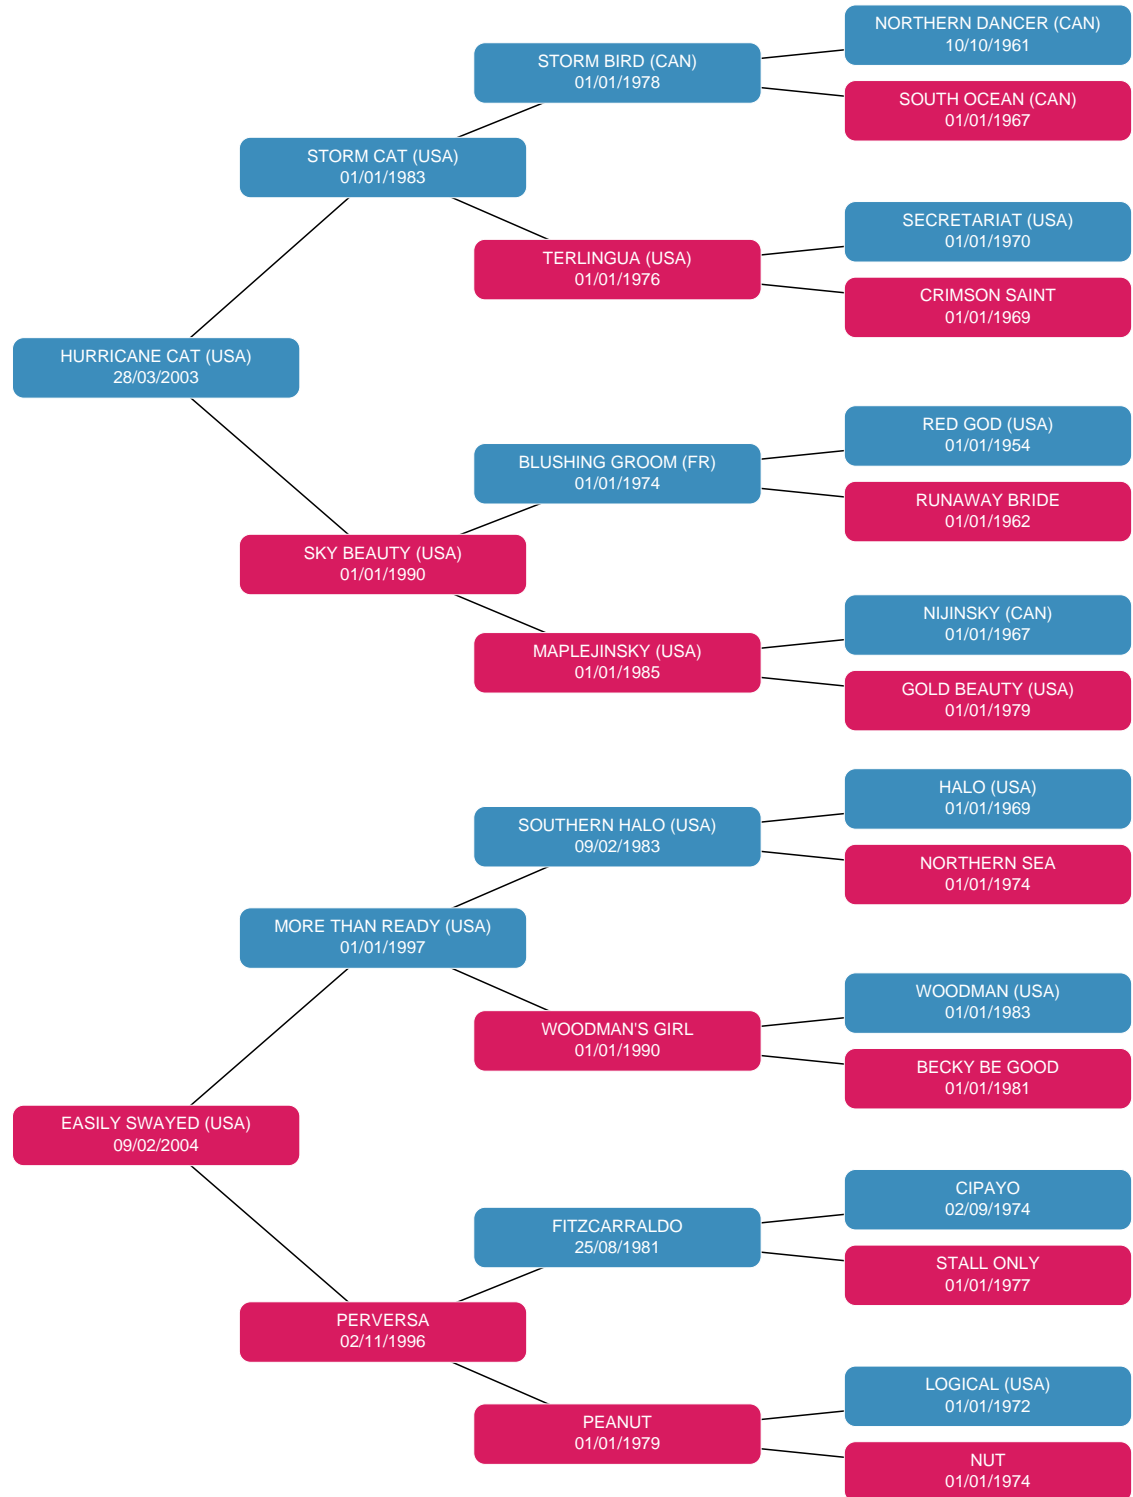 NORTHERN DANCER (CAN)
10/10/1961
STORM BIRD (CAN)
01/01/1978
SOUTH OCEAN (CAN)
01/01/1967
STORM CAT (USA)
01/01/1983
SECRETARIAT (USA)
01/01/1970
TERLINGUA (USA)
01/01/1976
CRIMSON SAINT
01/01/1969
HURRICANE CAT (USA)
28/03/2003
RED GOD (USA)
01/01/1954
BLUSHING GROOM (FR)
01/01/1974
RUNAWAY BRIDE
01/01/1962
SKY BEAUTY (USA)
01/01/1990
NIJINSKY (CAN)
01/01/1967
MAPLEJINSKY (USA)
01/01/1985
GOLD BEAUTY (USA)
01/01/1979
HALO (USA)
01/01/1969
SOUTHERN HALO (USA)
09/02/1983
NORTHERN SEA
01/01/1974
MORE THAN READY (USA)
01/01/1997
WOODMAN (USA)
01/01/1983
WOODMAN'S GIRL
01/01/1990
BECKY BE GOOD
01/01/1981
EASILY SWAYED (USA)
09/02/2004
CIPAYO
02/09/1974
FITZCARRALDO
25/08/1981
STALL ONLY
01/01/1977
PERVERSA
02/11/1996
LOGICAL (USA)
01/01/1972
PEANUT
01/01/1979
NUT
01/01/1974